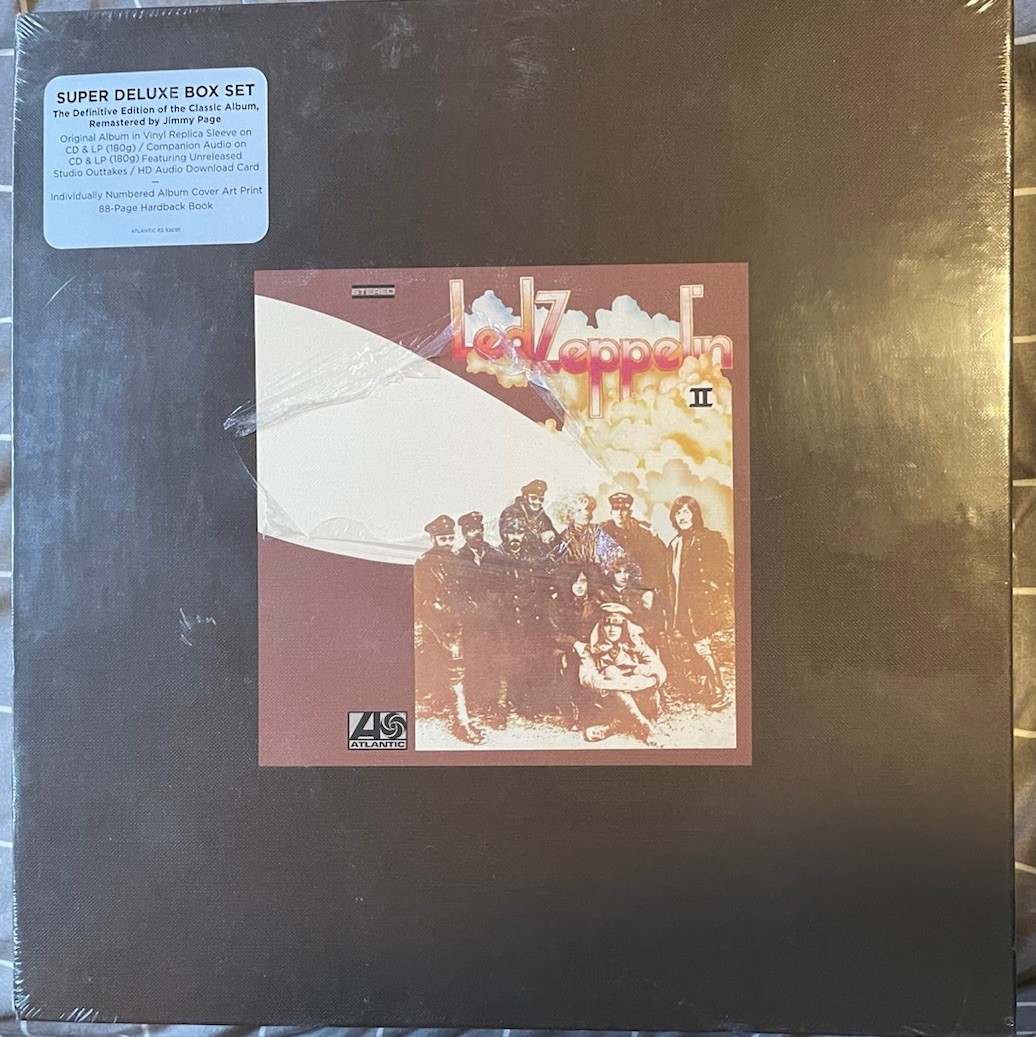 SUPER DELUXE BOX SET
The Definitive Edition of the Classic Album,
Remastered by Jimmy Page
Original Album in Vinyl Replica Sleeve on
CD & LP (180g) / Companion Audio on
CD & LP (180g) Featuring Unreleased
Studio Outtakes / HD Audio Download Card
—
Individually Numbered Album Cover Art Print
88-Page Hardback Book
ATLANTIC R2
STEREO
Led Zeppelin
II
ATLANTIC